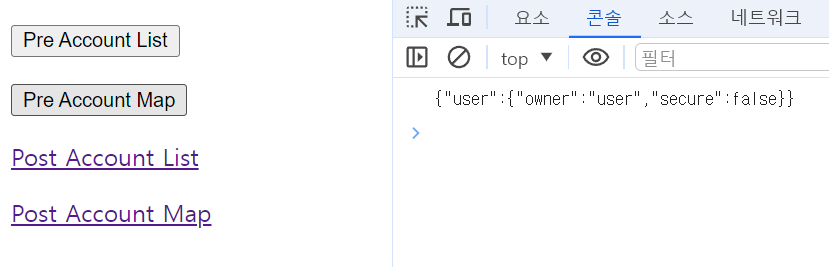 Pre Account List
Pre Account Map
Post Account List
Post Account Map
요소 콘솔 소스 네트워크
top ▼ 필터
{"user":{"owner":"user","secure":false}}